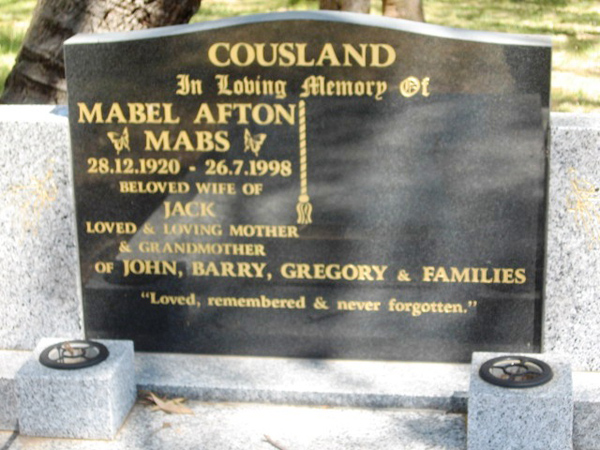 COUSLAND
In Loving Memory Of
MABEL AFTON
MABS
28.12.1920 - 26.7.1998
BELOVED WIFE OF
JACK
LOVED & LOVING MOTHER
& GRANDMOTHER
OF JOHN, BARRY, GREGORY & FAMILIES
"Loved, remembered & never forgotten."